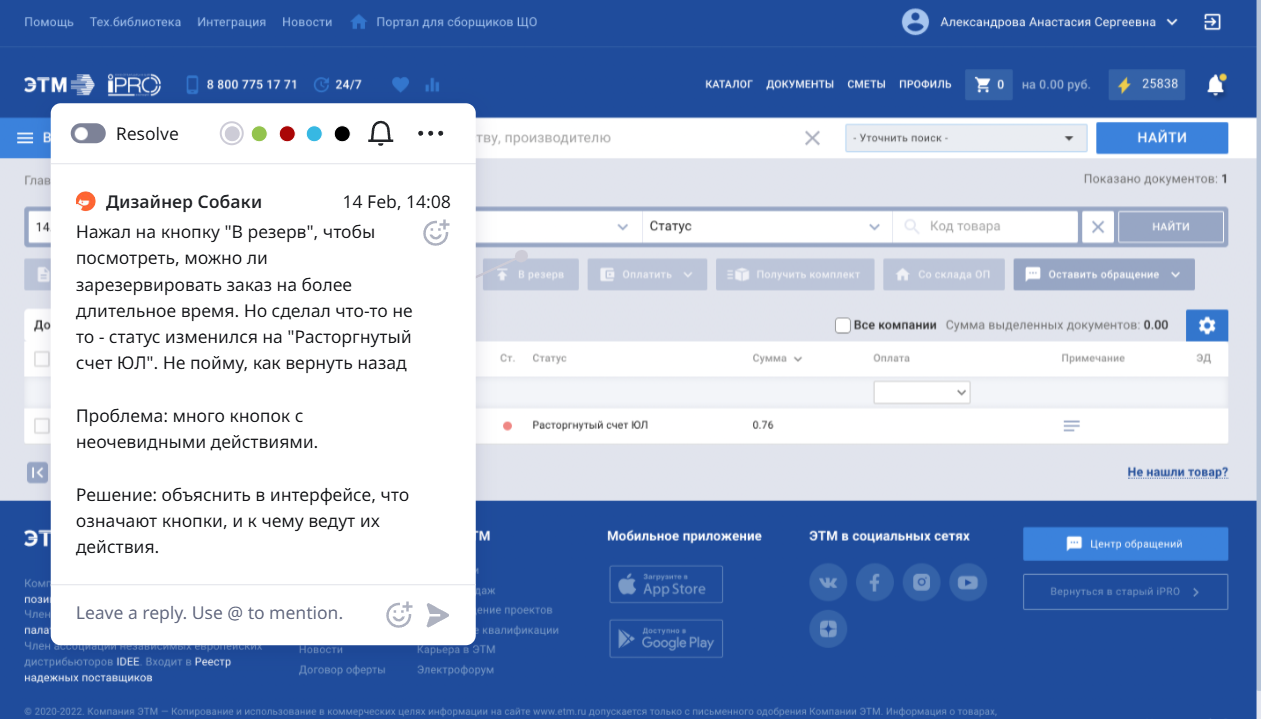 Помощь Тех.библиотека Интеграция Новости Портал для сборщиков ЩО Александрова Анастасия Сергеевна
ЭТМ iPRO 8 800 775 17 71 24/7 КАТАЛОГ ДОКУМЕНТЫ СМЕТЫ ПРОФИЛЬ 0 на 0.00 руб. 25838
В тву, производителю - Уточнить поиск - НАЙТИ
Глав Показано документов: 1
14. Статус Код товара НАЙТИ
В резерв Оплатить Получить комплект Со склада ОП Оставить обращение
До Все компании Сумма выделенных документов: 0.00
Ст. Статус Сумма Оплата Примечание ЭД
Расторгнутый счет ЮЛ 0.76
Не нашли товар?
Resolve
Дизайнер Собаки 14 Feb, 14:08
Нажал на кнопку "В резерв", чтобы
посмотреть, можно ли
зарезервировать заказ на более
длительное время. Но сделал что-то не
то - статус изменился на "Расторгнутый
счет ЮЛ". Не пойму, как вернуть назад
Проблема: много кнопок с
неочевидными действиями.
Решение: объяснить в интерфейсе, что
означают кнопки, и к чему ведут их
действия.
Leave a reply. Use @ to mention.
ЭТ ТМ Мобильное приложение ЭТМ в социальных сетях
Центр обращений
Вернуться в старый iPRO
Загрузите в
App Store
Доступно в
Google Play
Комп
пози
Член
пала
Член ассоциации независимых европейских
дистрибьюторов IDEE. Входит в Реестр
надежных поставщиков
Новости
Договор оферты
и
даж
ение проектов
е квалификации
Карьера в ЭТМ
Электрофорум
© 2020-2022. Компания ЭТМ — Копирование и использование в коммерческих целях информации на сайте www.etm.ru допускается только с письменного одобрения Компании ЭТМ. Информация о товарах,